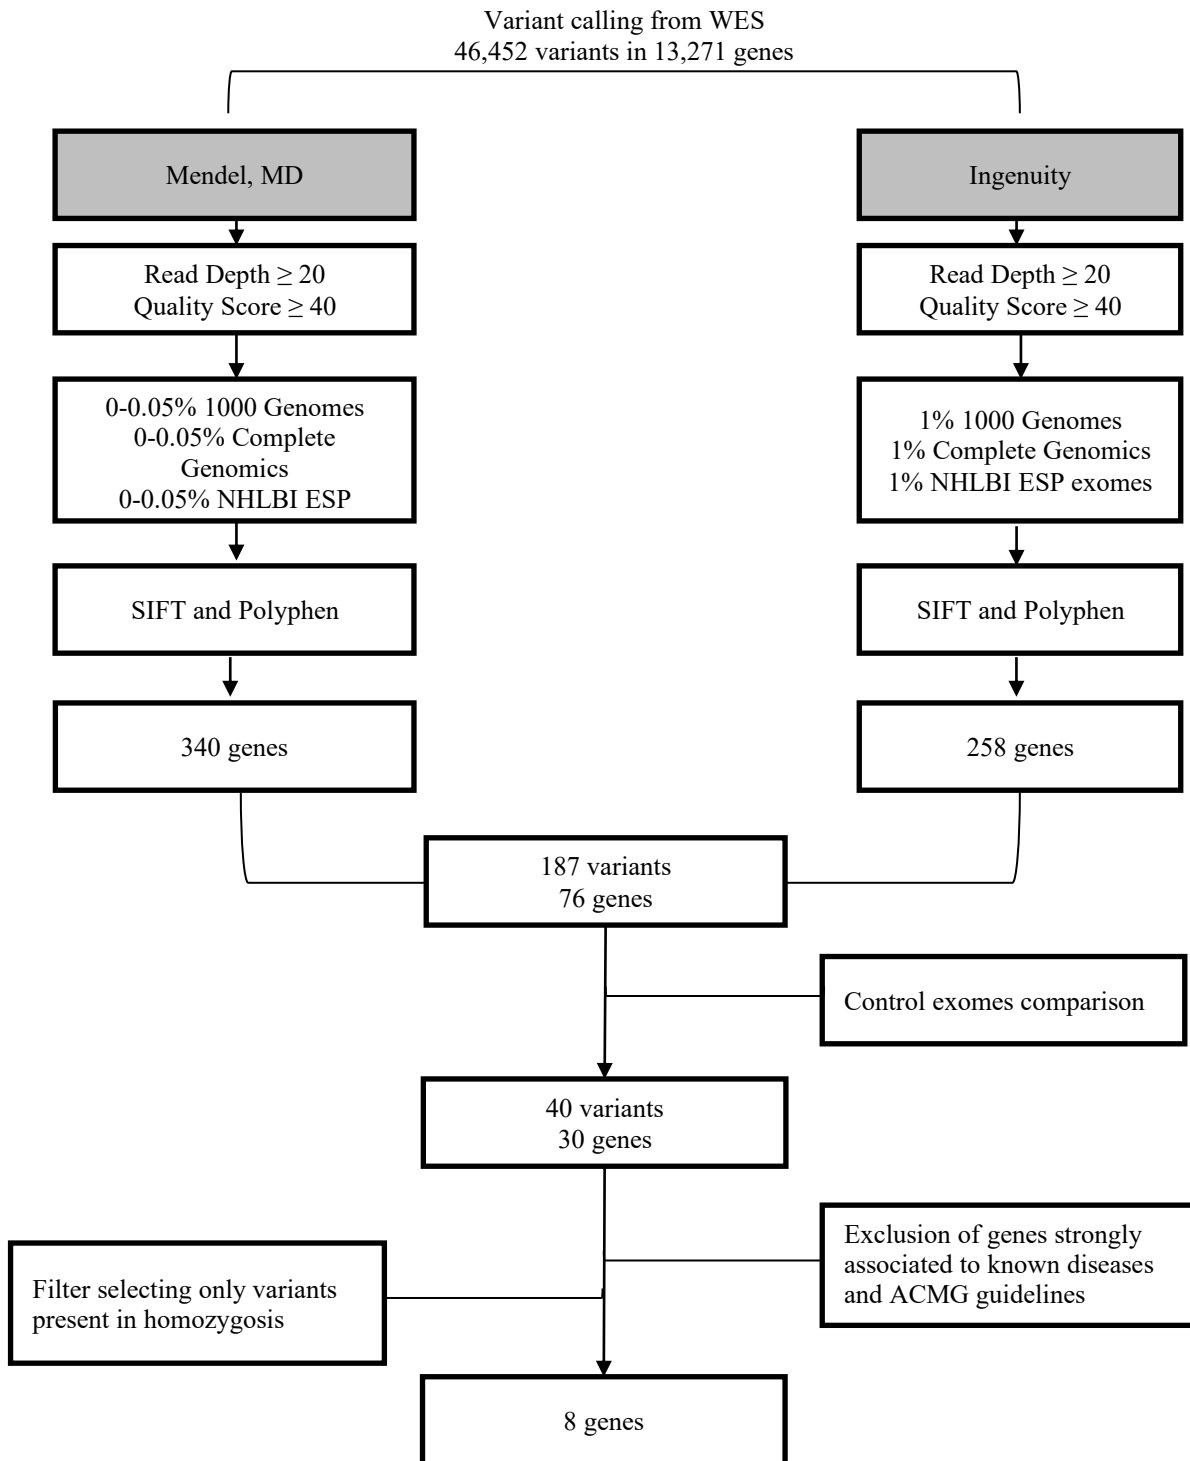 Variant calling from WES
46,452 variants in 13,271 genes
Mendel, MD
Ingenuity
Read Depth ≥ 20
Quality Score ≥ 40
Read Depth ≥ 20
Quality Score ≥ 40
0-0.05% 1000 Genomes
0-0.05% Complete
Genomics
0-0.05% NHLBI ESP
1% 1000 Genomes
1% Complete Genomics
1% NHLBI ESP exomes
SIFT and Polyphen
SIFT and Polyphen
340 genes
258 genes
187 variants
76 genes
Control exomes comparison
40 variants
30 genes
Exclusion of genes strongly
associated to known diseases
and ACMG guidelines
Filter selecting only variants
present in homozygosis
8 genes